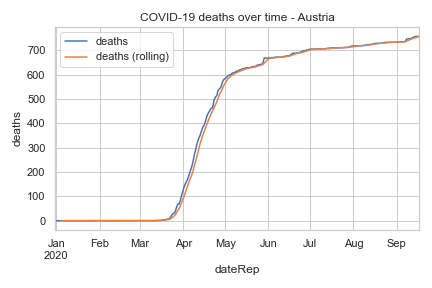 COVID-19 deaths over time - Austria
deaths
deaths (rolling)
700
600
500
400
300
200
100
0
deaths
Jan Feb Mar Apr May Jun Jul Aug Sep
2020
dateRep